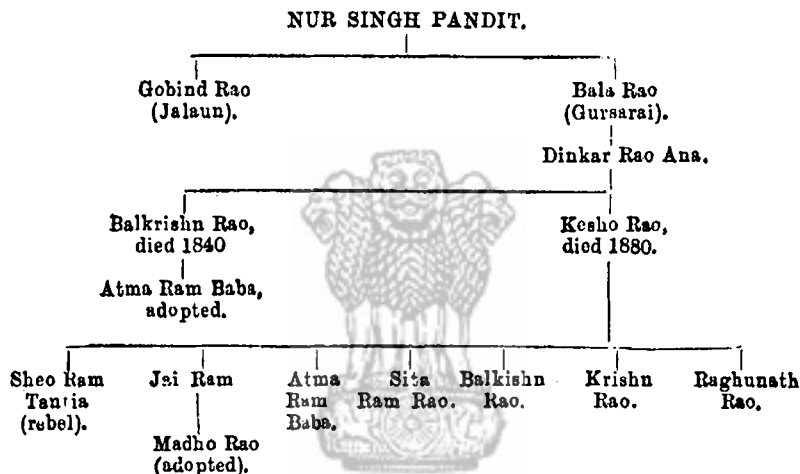 NUR SINGH PANDIT.
Gobind Rao
(Jalaun).
Bala Rao
(Gursarai).
Dinkar Rao Ana.
Balkrishn Rao,
died 1840
Kesho Rao,
died 1880.
Atma Ram Baba,
adopted.
Sheo Ram
Tantia
(rebel).
Jai Ram
Atma
Ram
Baba.
Sita
Ram Rao.
Balkishn
Rao.
Krishn
Rao.
Raghunath
Rao.
Madho Rao
(adopted).